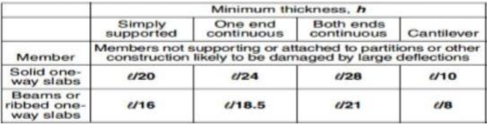 Minimum thickness, h
Simply supported One end continuous Both ends continuous Cantilever
Member Members not supporting or attached to partitions or other construction likely to be damaged by large deflections
Solid one-way slabs ℓ/20 ℓ/24 ℓ/28 ℓ/10
Beams or ribbed one-way slabs ℓ/16 ℓ/18.5 ℓ/21 ℓ/8